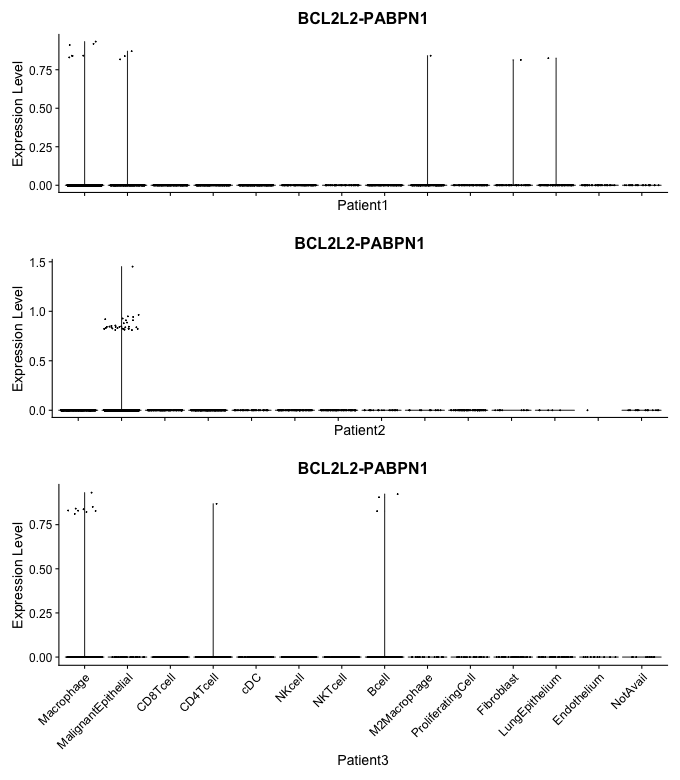 BCL2L2-PABPN1
Expression Level
0.75
0.50
0.25
0.00
Patient1
BCL2L2-PABPN1
Expression Level
1.5
1.0
0.5
0.0
Patient2
BCL2L2-PABPN1
Expression Level
0.75
0.50
0.25
0.00
Macrophage
MalignantEpithelial
CD8Tcell
CD4Tcell
cDC
NKcell
NKTcell
Bcell
M2Macrophage
ProliferatingCell
Fibroblast
LungEpithelium
Endothelium
NotAvail
Patient3